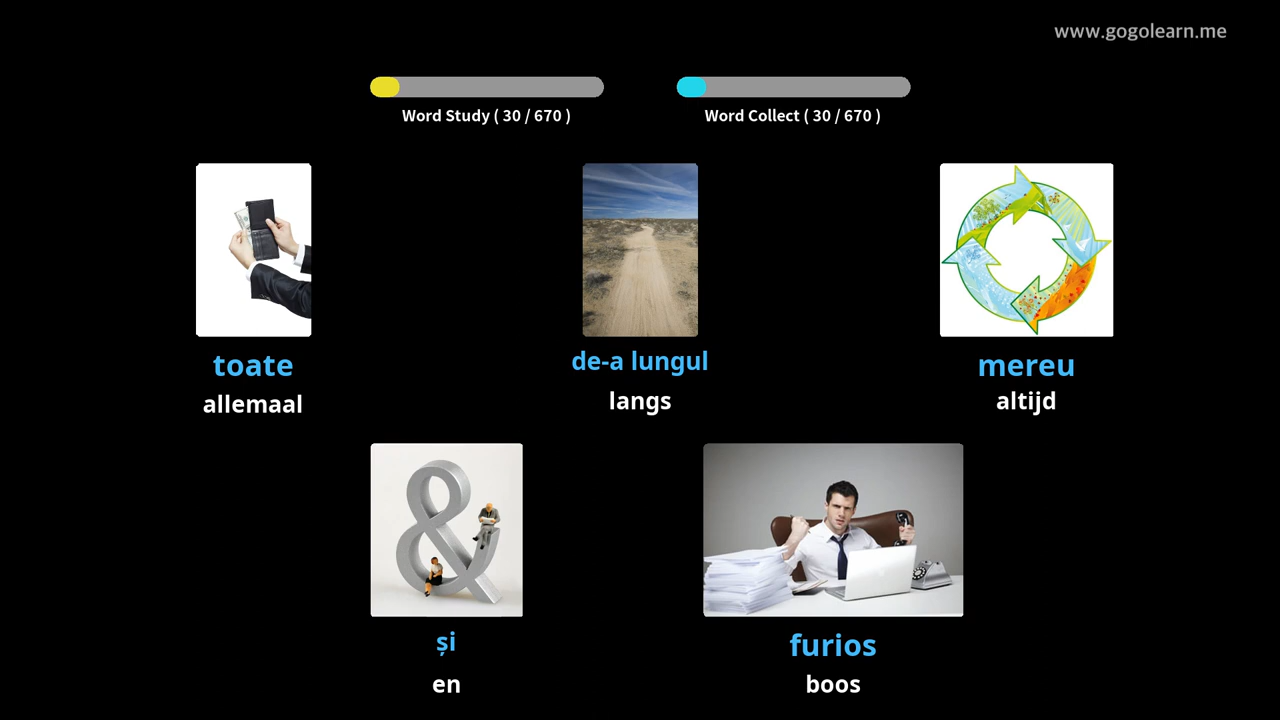 www.gogolearn.me
Word Study ( 30 / 670 )
Word Collect ( 30 / 670 )
toate
allemaal
de-a lungul
langs
mereu
altijd
și
en
furios
boos